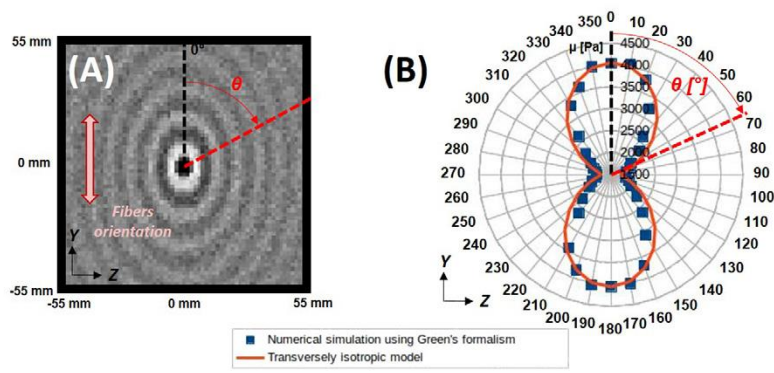 55 mm
(A)
0°
θ
0 mm
Fibers
orientation
Y
Z
-55 mm
-55 mm
0 mm
55 mm
(B)
μ [Pa]
θ [°]
0
10
20
30
40
50
60
70
80
90
100
110
120
130
140
150
160
170
180
190
200
210
220
230
240
250
260
270
280
290
300
310
320
330
340
350
4500
4000
3500
3000
2500
2000
1500
Y
Z
Numerical simulation using Green's formalism
Transversely isotropic model